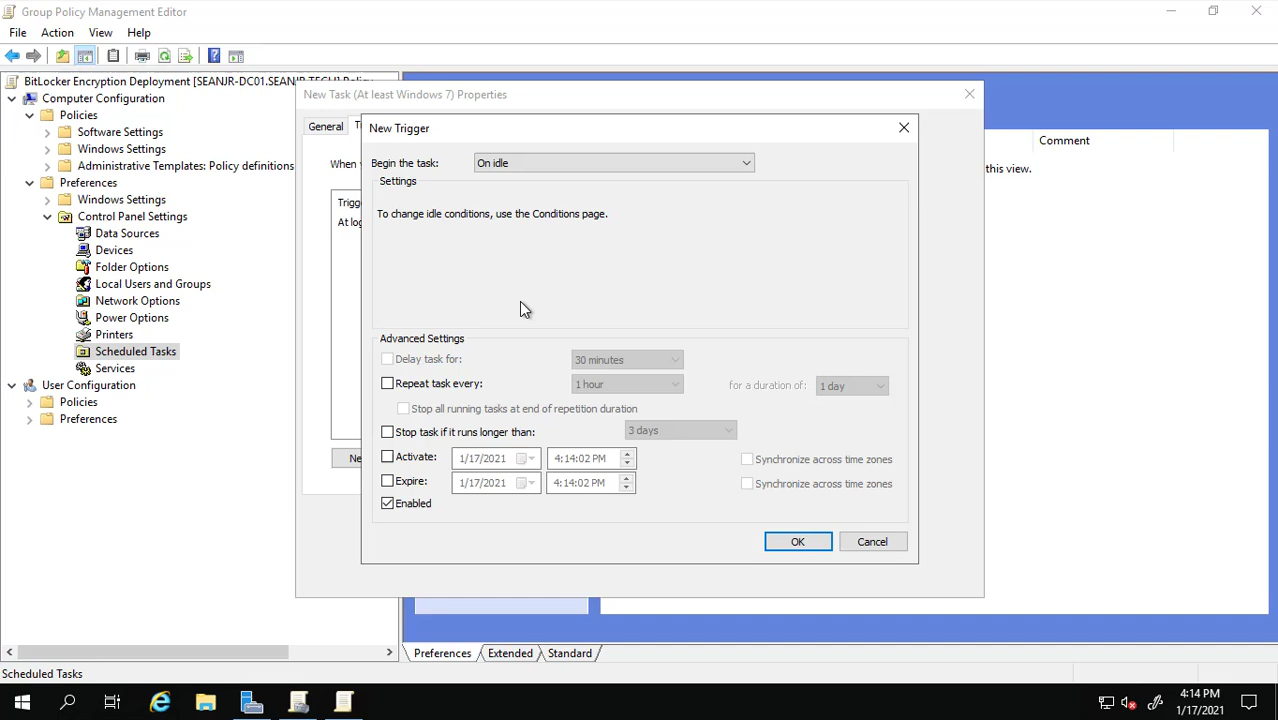 Group Policy Management Editor
File Action View Help
BitLocker Encryption Deployment [SEANJR-DC01.SEANJR.TECH] Policy
Computer Configuration
Policies
Software Settings
Windows Settings
Administrative Templates: Policy definitions
Preferences
Windows Settings
Control Panel Settings
Data Sources
Devices
Folder Options
Local Users and Groups
Network Options
Power Options
Printers
Scheduled Tasks
Services
User Configuration
Policies
Preferences
New Task (At least Windows 7) Properties
General
When y
Trigge
At log
Ne
Comment
this view.
New Trigger
Begin the task: On idle
Settings
To change idle conditions, use the Conditions page.
Advanced Settings
Delay task for: 30 minutes
Repeat task every: 1 hour for a duration of: 1 day
Stop all running tasks at end of repetition duration
Stop task if it runs longer than: 3 days
Activate: 1/17/2021 4:14:02 PM Synchronize across time zones
Expire: 1/17/2021 4:14:02 PM Synchronize across time zones
Enabled
OK Cancel
Preferences Extended Standard
Scheduled Tasks
4:14 PM
1/17/2021